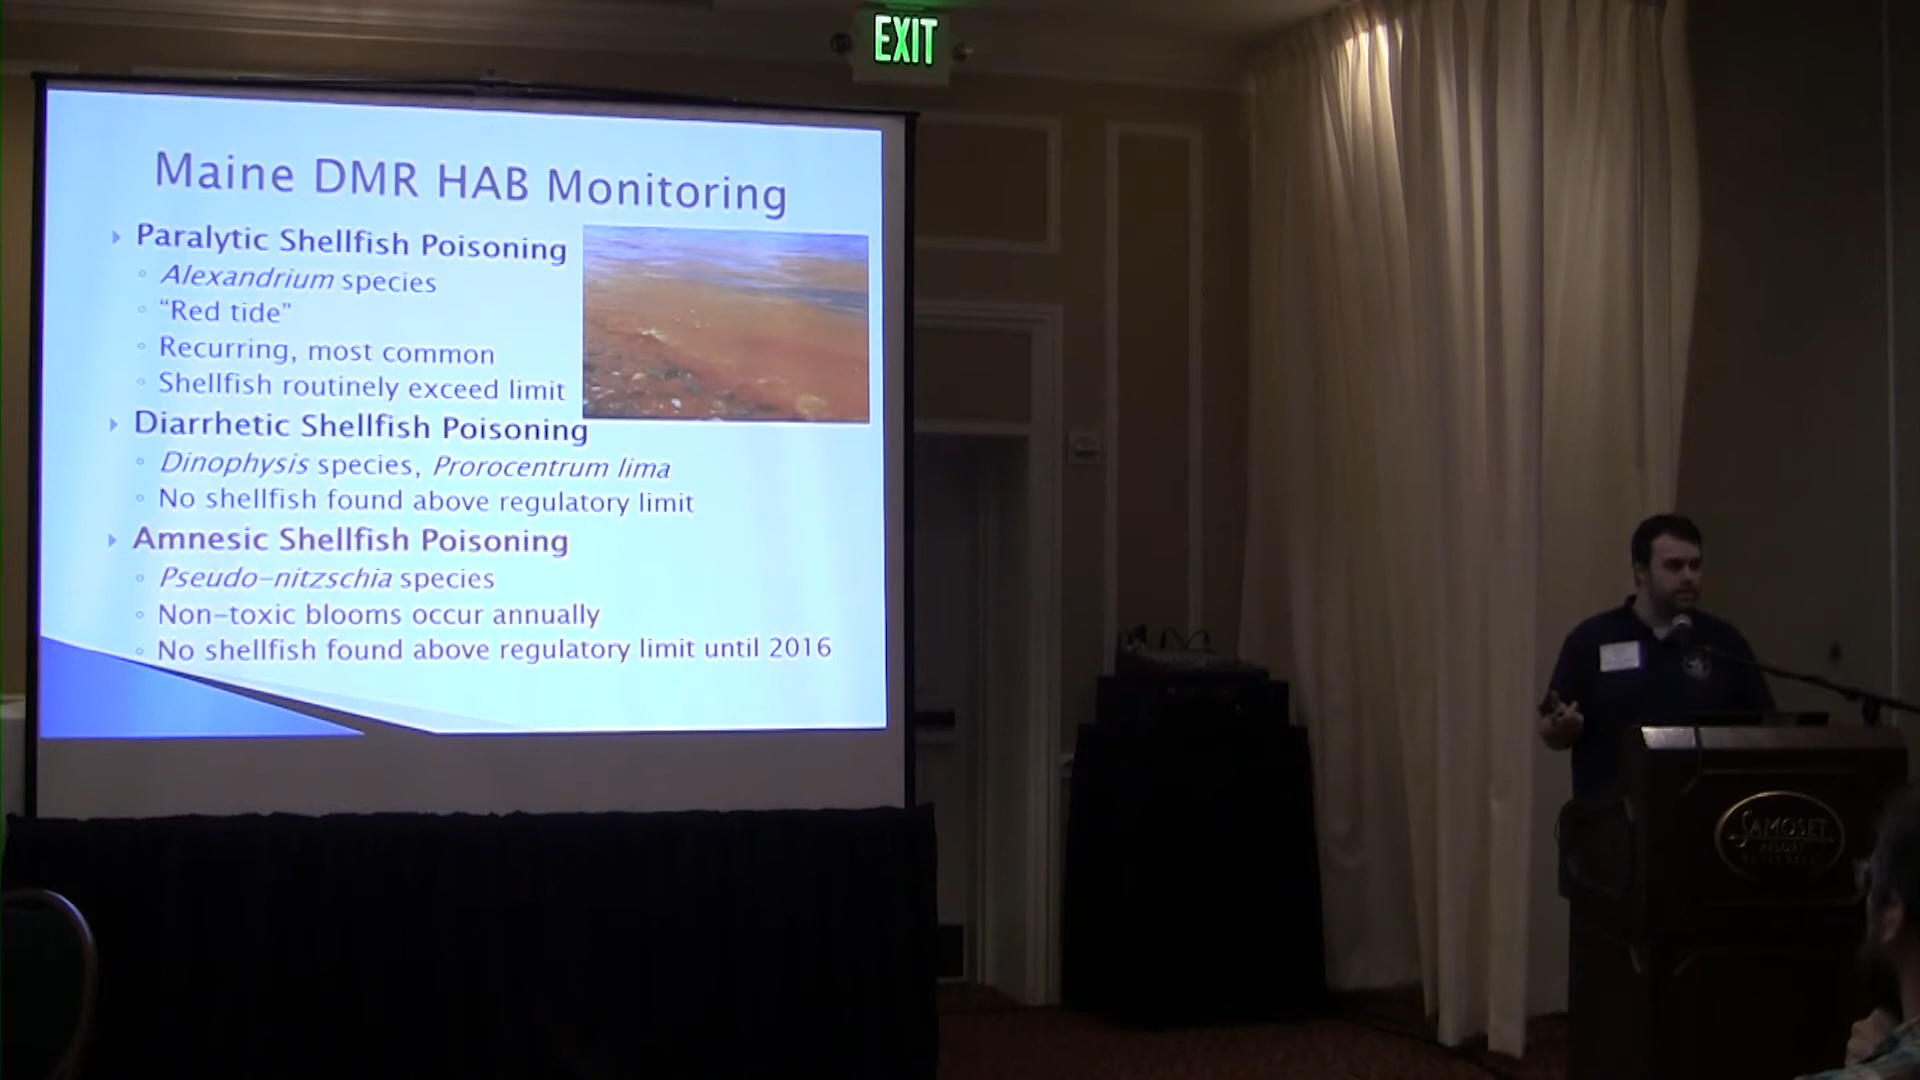 EXIT
Maine DMR HAB Monitoring
Paralytic Shellfish Poisoning
Alexandrium species
“Red tide”
Recurring, most common
Shellfish routinely exceed limit
Diarrhetic Shellfish Poisoning
Dinophysis species, Prorocentrum lima
No shellfish found above regulatory limit
Amnesic Shellfish Poisoning
Pseudo-nitzschia species
Non-toxic blooms occur annually
No shellfish found above regulatory limit until 2016
SAMOSET
RESORT